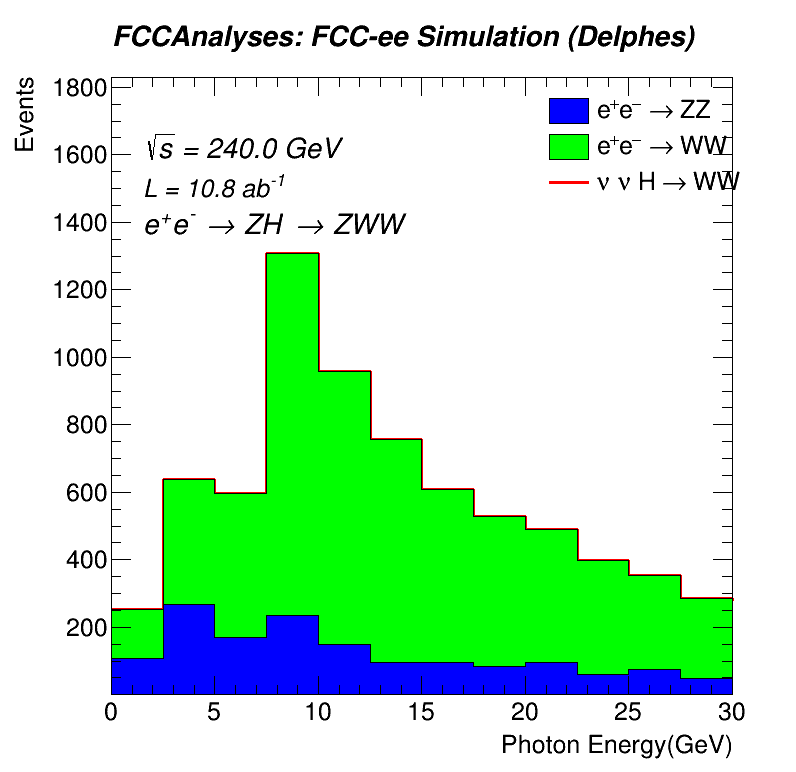 FCCAnalyses: FCC-ee Simulation (Delphes)
Events
1800
1600
1400
1200
1000
800
600
400
200
√s = 240.0 GeV
L = 10.8 ab⁻¹
e⁺e⁻ → ZH → ZWW
e⁺e⁻ → ZZ
e⁺e⁻ → WW
ν ν H → WW
0 5 10 15 20 25 30
Photon Energy(GeV)